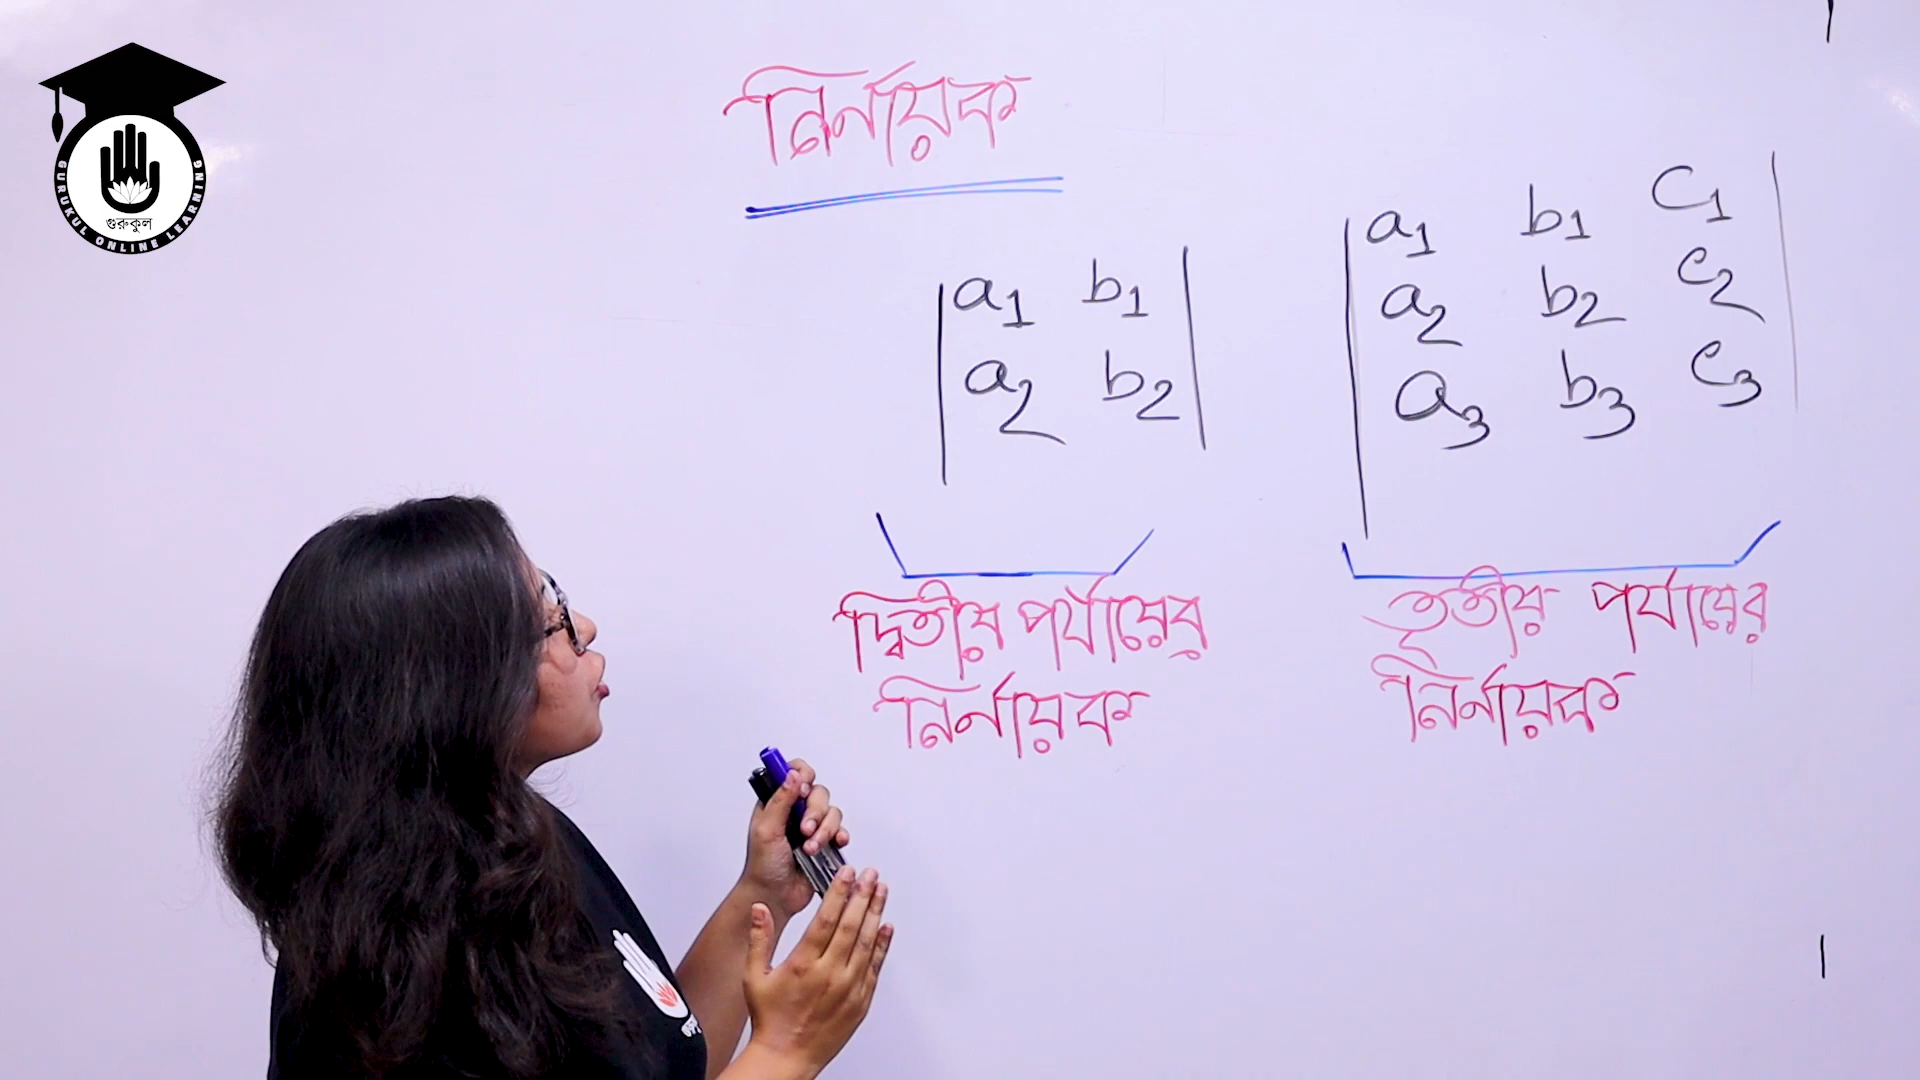 গুরুকুল
GURUKUL ONLINE LEARNING
নির্নায়ক
a1 b1
a2 b2
দ্বিতীয় পর্যায়ের
নির্নায়ক
a1 b1 C1
a2 b2 c2
a3 b3 c3
তৃতীয় পর্যায়ের
নির্নায়ক